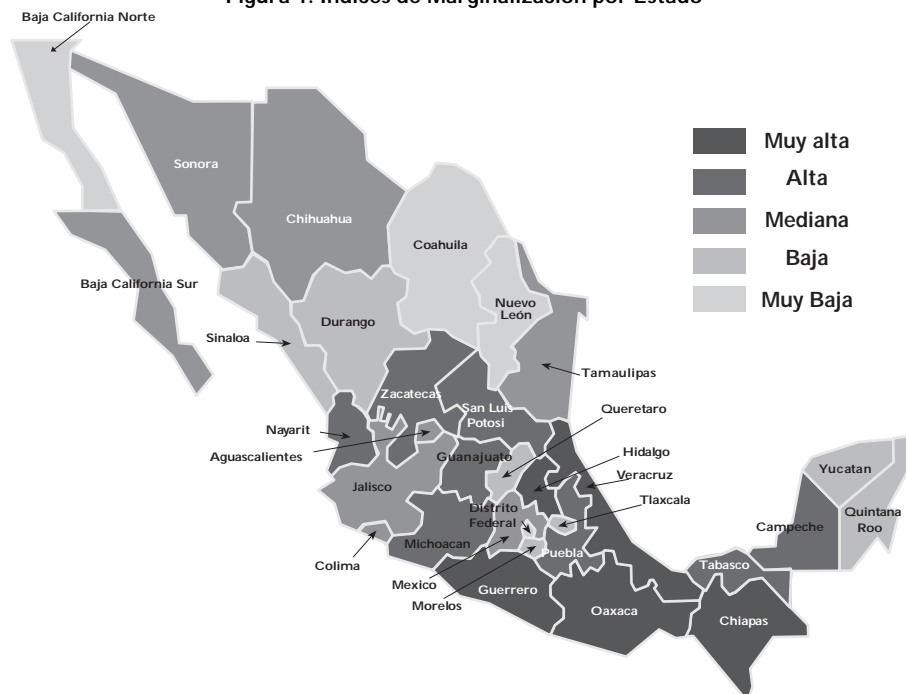 Figura 1. Indices de Marginalización por Estado
Baja California Norte
Muy alta
Alta
Mediana
Baja
Muy Baja
Sonora
Chihuahua
Coahuila
Baja California Sur
Nuevo
León
Durango
Sinaloa
Tamaulipas
Zacatecas
San Luis
Potosi
Queretaro
Nayarit
Aguascalientes
Guanajuato
Hidalgo
Veracruz
Yucatan
Jalisco
Tlaxcala
Distrito
Federal
Quintana
Roo
Campeche
Michoacan
Puebla
Colima
Tabasco
Mexico
Morelos
Guerrero
Oaxaca
Chiapas